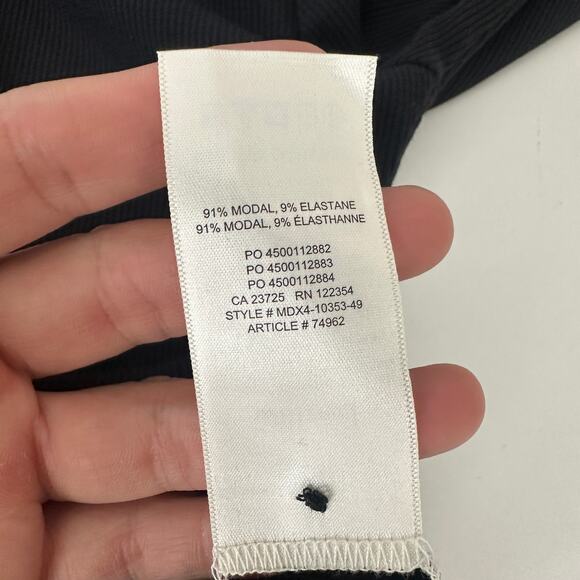 91% MODAL, 9% ELASTANE
91% MODAL, 9% ÉLASTHANNE
PO 4500112882
PO 4500112883
PO 4500112884
CA 23725 RN 122354
STYLE # MDX4-10353-49
ARTICLE # 74962